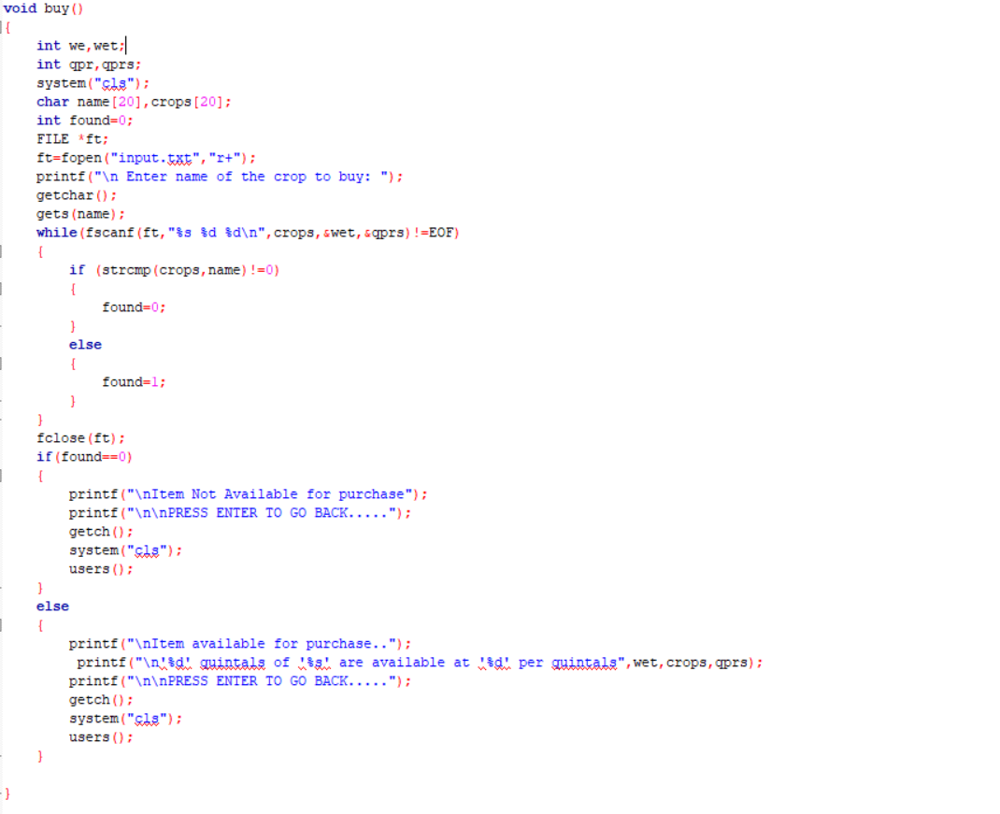 void buy()
{
    int we,wet;
    int qpr,qprs;
    system("cls");
    char name[20],crops[20];
    int found=0;
    FILE *ft;
    ft=fopen("input.txt","r+");
    printf("\n Enter name of the crop to buy: ");
    getchar();
    gets(name);
    while(fscanf(ft,"%s %d %d\n",crops,&wet,&qprs)!=EOF)
    {
        if (strcmp(crops,name)!=0)
        {
            found=0;
        }
        else
        {
            found=1;
        }
    }
    fclose(ft);
    if(found==0)
    {
        printf("\nItem Not Available for purchase");
        printf("\n\nPRESS ENTER TO GO BACK.....");
        getch();
        system("cls");
        users();
    }
    else
    {
        printf("\nItem available for purchase..");
         printf("\n'%d' quintals of '%s' are available at '%d' per quintals",wet,crops,qprs);
        printf("\n\nPRESS ENTER TO GO BACK.....");
        getch();
        system("cls");
        users();
    }

}